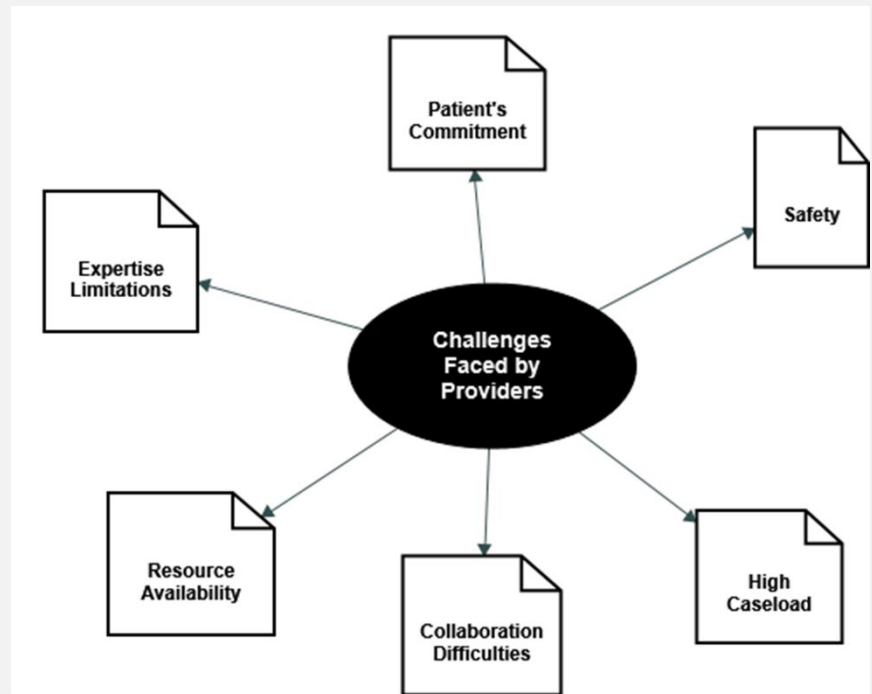 Patient's
Commitment
Safety
Expertise
Limitations
Challenges
Faced by
Providers
Resource
Availability
High
Caseload
Collaboration
Difficulties